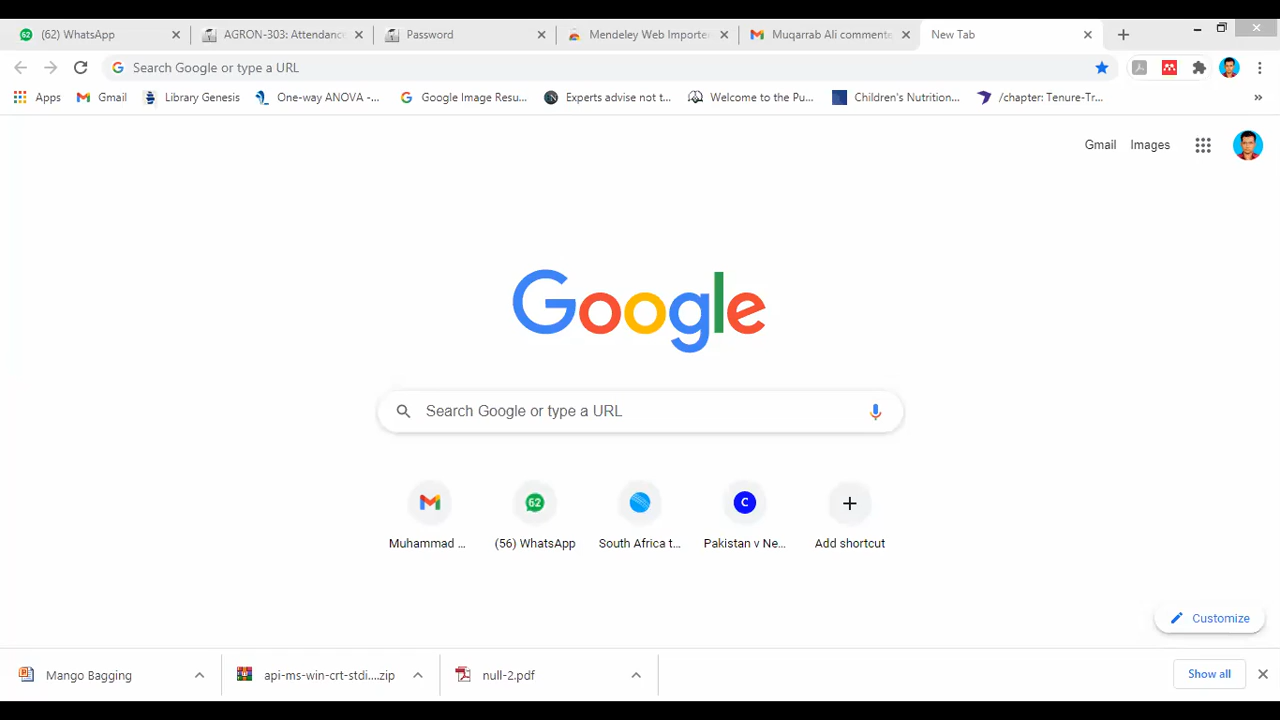 (62) WhatsApp
AGRON-303: Attendanc
Password
Mendeley Web Importe
Muqarrab Ali commente
New Tab
Search Google or type a URL
Apps
Gmail
Library Genesis
One-way ANOVA -...
Google Image Resu...
Experts advise not t...
Welcome to the Pu...
Children's Nutrition...
/chapter: Tenure-Tr...
»
Gmail
Images
Google
Search Google or type a URL
62
C
Muhammad ...
(56) WhatsApp
South Africa t...
Pakistan v Ne...
Add shortcut
Customize
Mango Bagging
api-ms-win-crt-stdi....zip
null-2.pdf
Show all